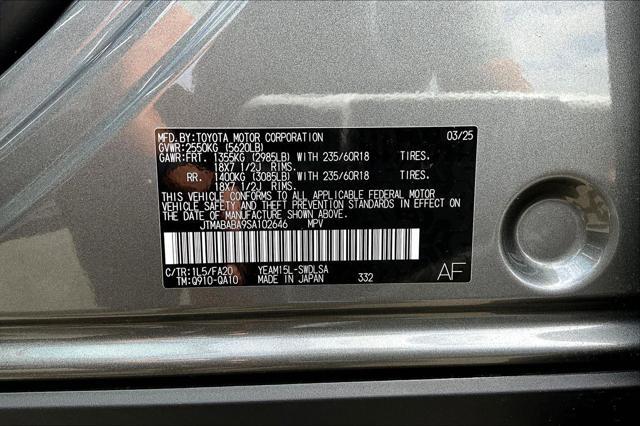 MFD.BY:TOYOTA MOTOR CORPORATION 03/25
GVWR:2550KG (5620LB)
GAWR:FRT. 1355KG (2985LB) WITH 235/60R18 TIRES.
18X7 1/2J RIMS.
RR. 1400KG (3085LB) WITH 235/60R18 TIRES.
18X7 1/2J RIMS.
THIS VEHICLE CONFORMS TO ALL APPLICABLE FEDERAL MOTOR
VEHICLE SAFETY AND THEFT PREVENTION STANDARDS IN EFFECT ON
THE DATE OF MANUFACTURE SHOWN ABOVE.
JTMABABA9SA102646 MPV
C/TR:1L5/FA20 YEAM15L-SWDLSA
TM:Q910-QA10 MADE IN JAPAN 332 AF